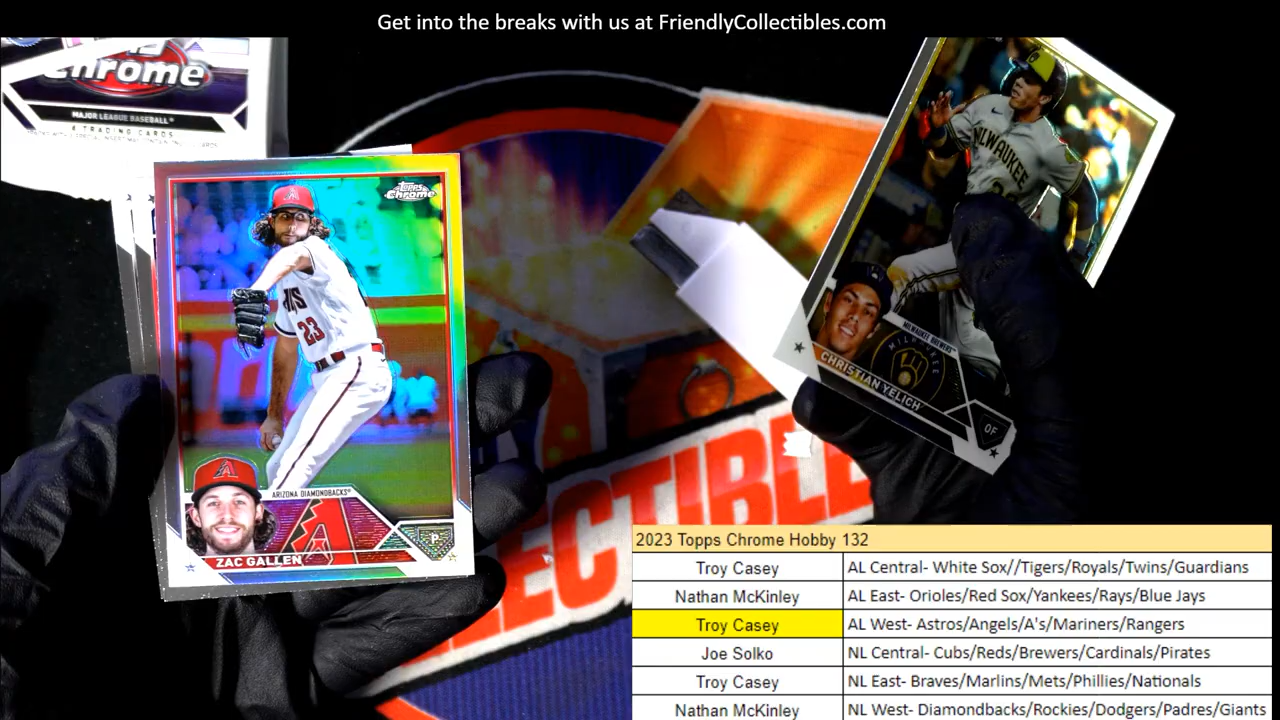 Get into the breaks with us at FriendlyCollectibles.com
Chrome
MAJOR LEAGUE BASEBALL
6 TRADING CARDS
Topps
Chrome
23
ARIZONA DIAMONDBACKS
A
P
ZAC GALLEN
MILWAUKEE
MILWAUKEE BREWERS
CHRISTIAN YELICH
OF
LECTIBLE
2023 Topps Chrome Hobby 132
Troy Casey AL Central- White Sox//Tigers/Royals/Twins/Guardians
Nathan McKinley AL East- Orioles/Red Sox/Yankees/Rays/Blue Jays
Troy Casey AL West- Astros/Angels/A's/Mariners/Rangers
Joe Solko NL Central- Cubs/Reds/Brewers/Cardinals/Pirates
Troy Casey NL East- Braves/Marlins/Mets/Phillies/Nationals
Nathan McKinley NL West- Diamondbacks/Rockies/Dodgers/Padres/Giants